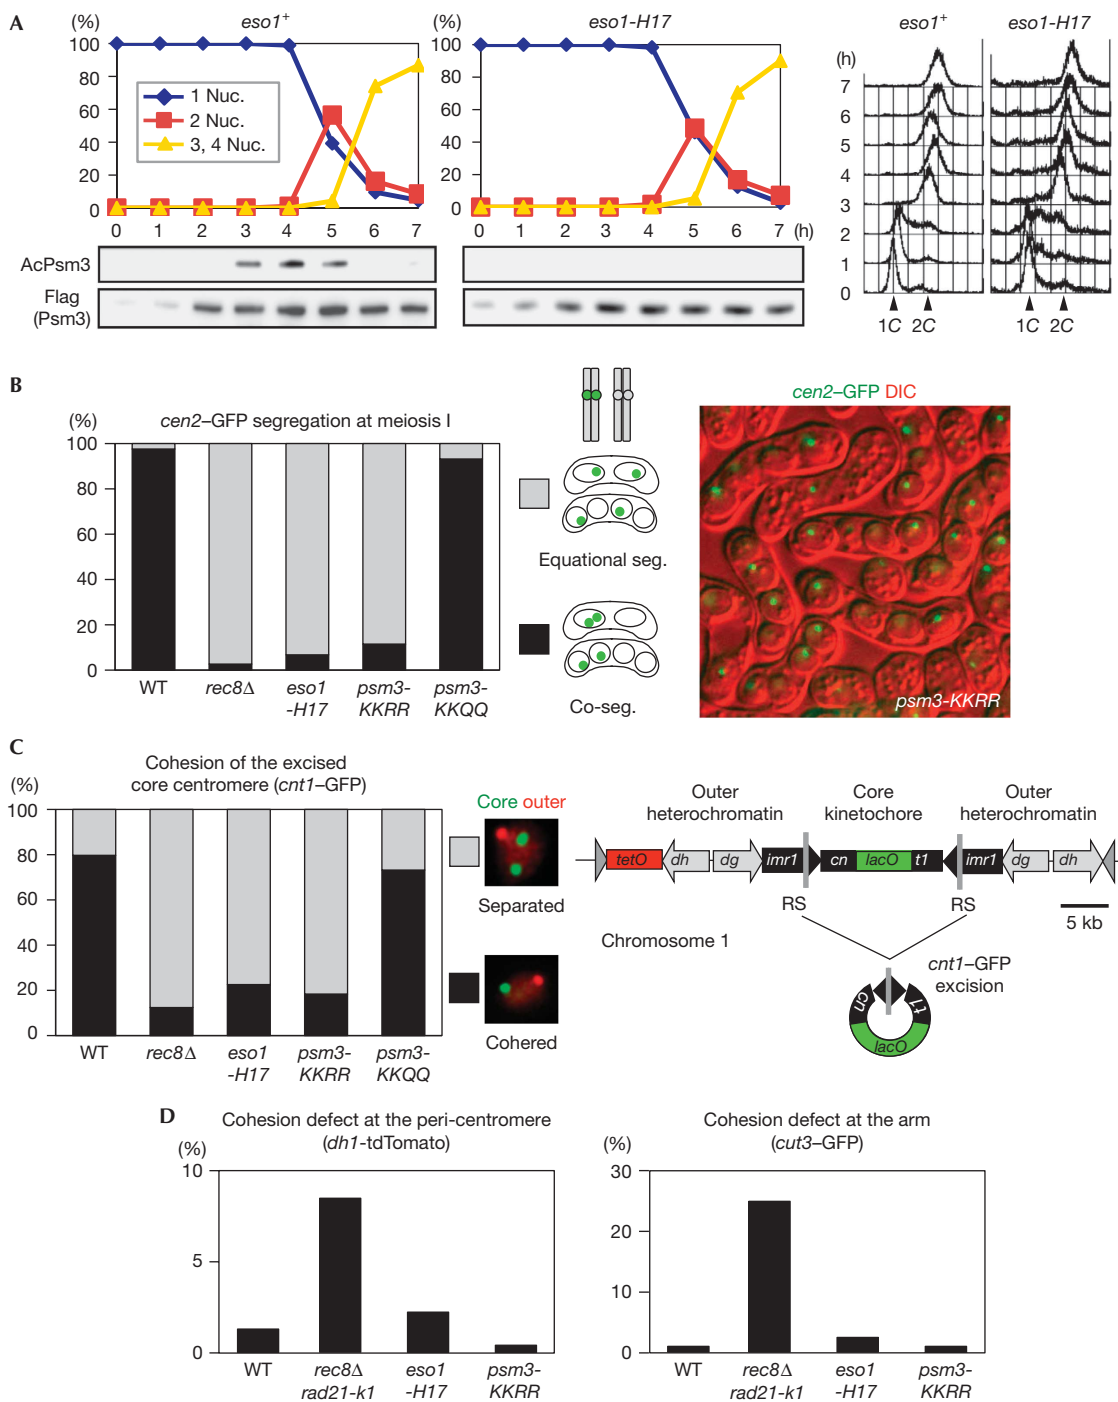 A
(%)
eso1+
100
80
60
40
20
0
1 Nuc.
2 Nuc.
3, 4 Nuc.
0 1 2 3 4 5 6 7 (h)
AcPsm3
Flag
(Psm3)
(%)
eso1-H17
100
80
60
40
20
0
0 1 2 3 4 5 6 7
eso1+
eso1-H17
(h)
7
6
5
4
3
2
1
0
1C 2C
1C 2C
B
(%)
cen2–GFP segregation at meiosis I
100
80
60
40
20
0
WT
rec8Δ
eso1
-H17
psm3-
KKRR
psm3-
KKQQ
Equational seg.
Co-seg.
cen2–GFP DIC
psm3-KKRR
C
Cohesion of the excised
core centromere (cnt1–GFP)
(%)
100
80
60
40
20
0
WT
rec8Δ
eso1
-H17
psm3-
KKRR
psm3-
KKQQ
Core outer
Separated
Cohered
Outer
heterochromatin
Core
kinetochore
Outer
heterochromatin
tetO dh dg imr1 cn lacO t1 imr1 dg dh
RS
RS
5 kb
Chromosome 1
cnt1–GFP
excision
cn
t1
lacO
D
Cohesion defect at the peri-centromere
(dh1-tdTomato)
(%)
10
5
0
WT
rec8Δ
rad21-k1
eso1
-H17
psm3-
KKRR
Cohesion defect at the arm
(cut3–GFP)
(%)
30
20
10
0
WT
rec8Δ
rad21-k1
eso1
-H17
psm3-
KKRR